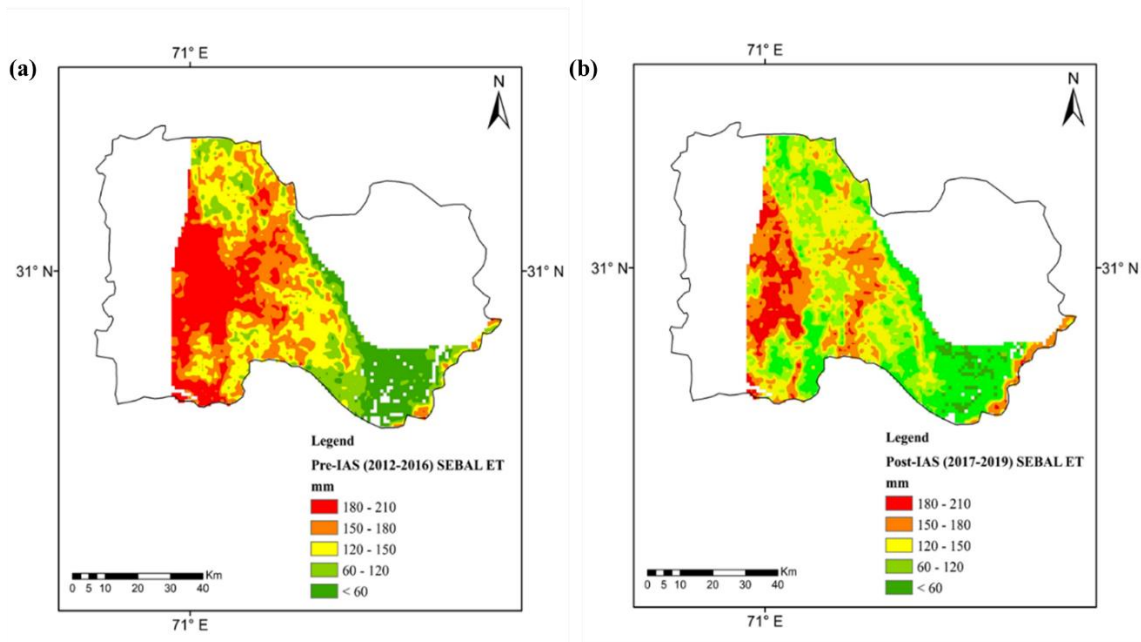 (a)
71° E
N
31° N
Legend
Pre-IAS (2012-2016) SEBAL ET
mm
180 - 210
150 - 180
120 - 150
60 - 120
< 60
Km
0 5 10 20 30 40
71° E
(b)
71° E
N
31° N
31° N
Legend
Post-IAS (2017-2019) SEBAL ET
mm
180 - 210
150 - 180
120 - 150
60 - 120
< 60
Km
0 5 10 20 30 40
71° E